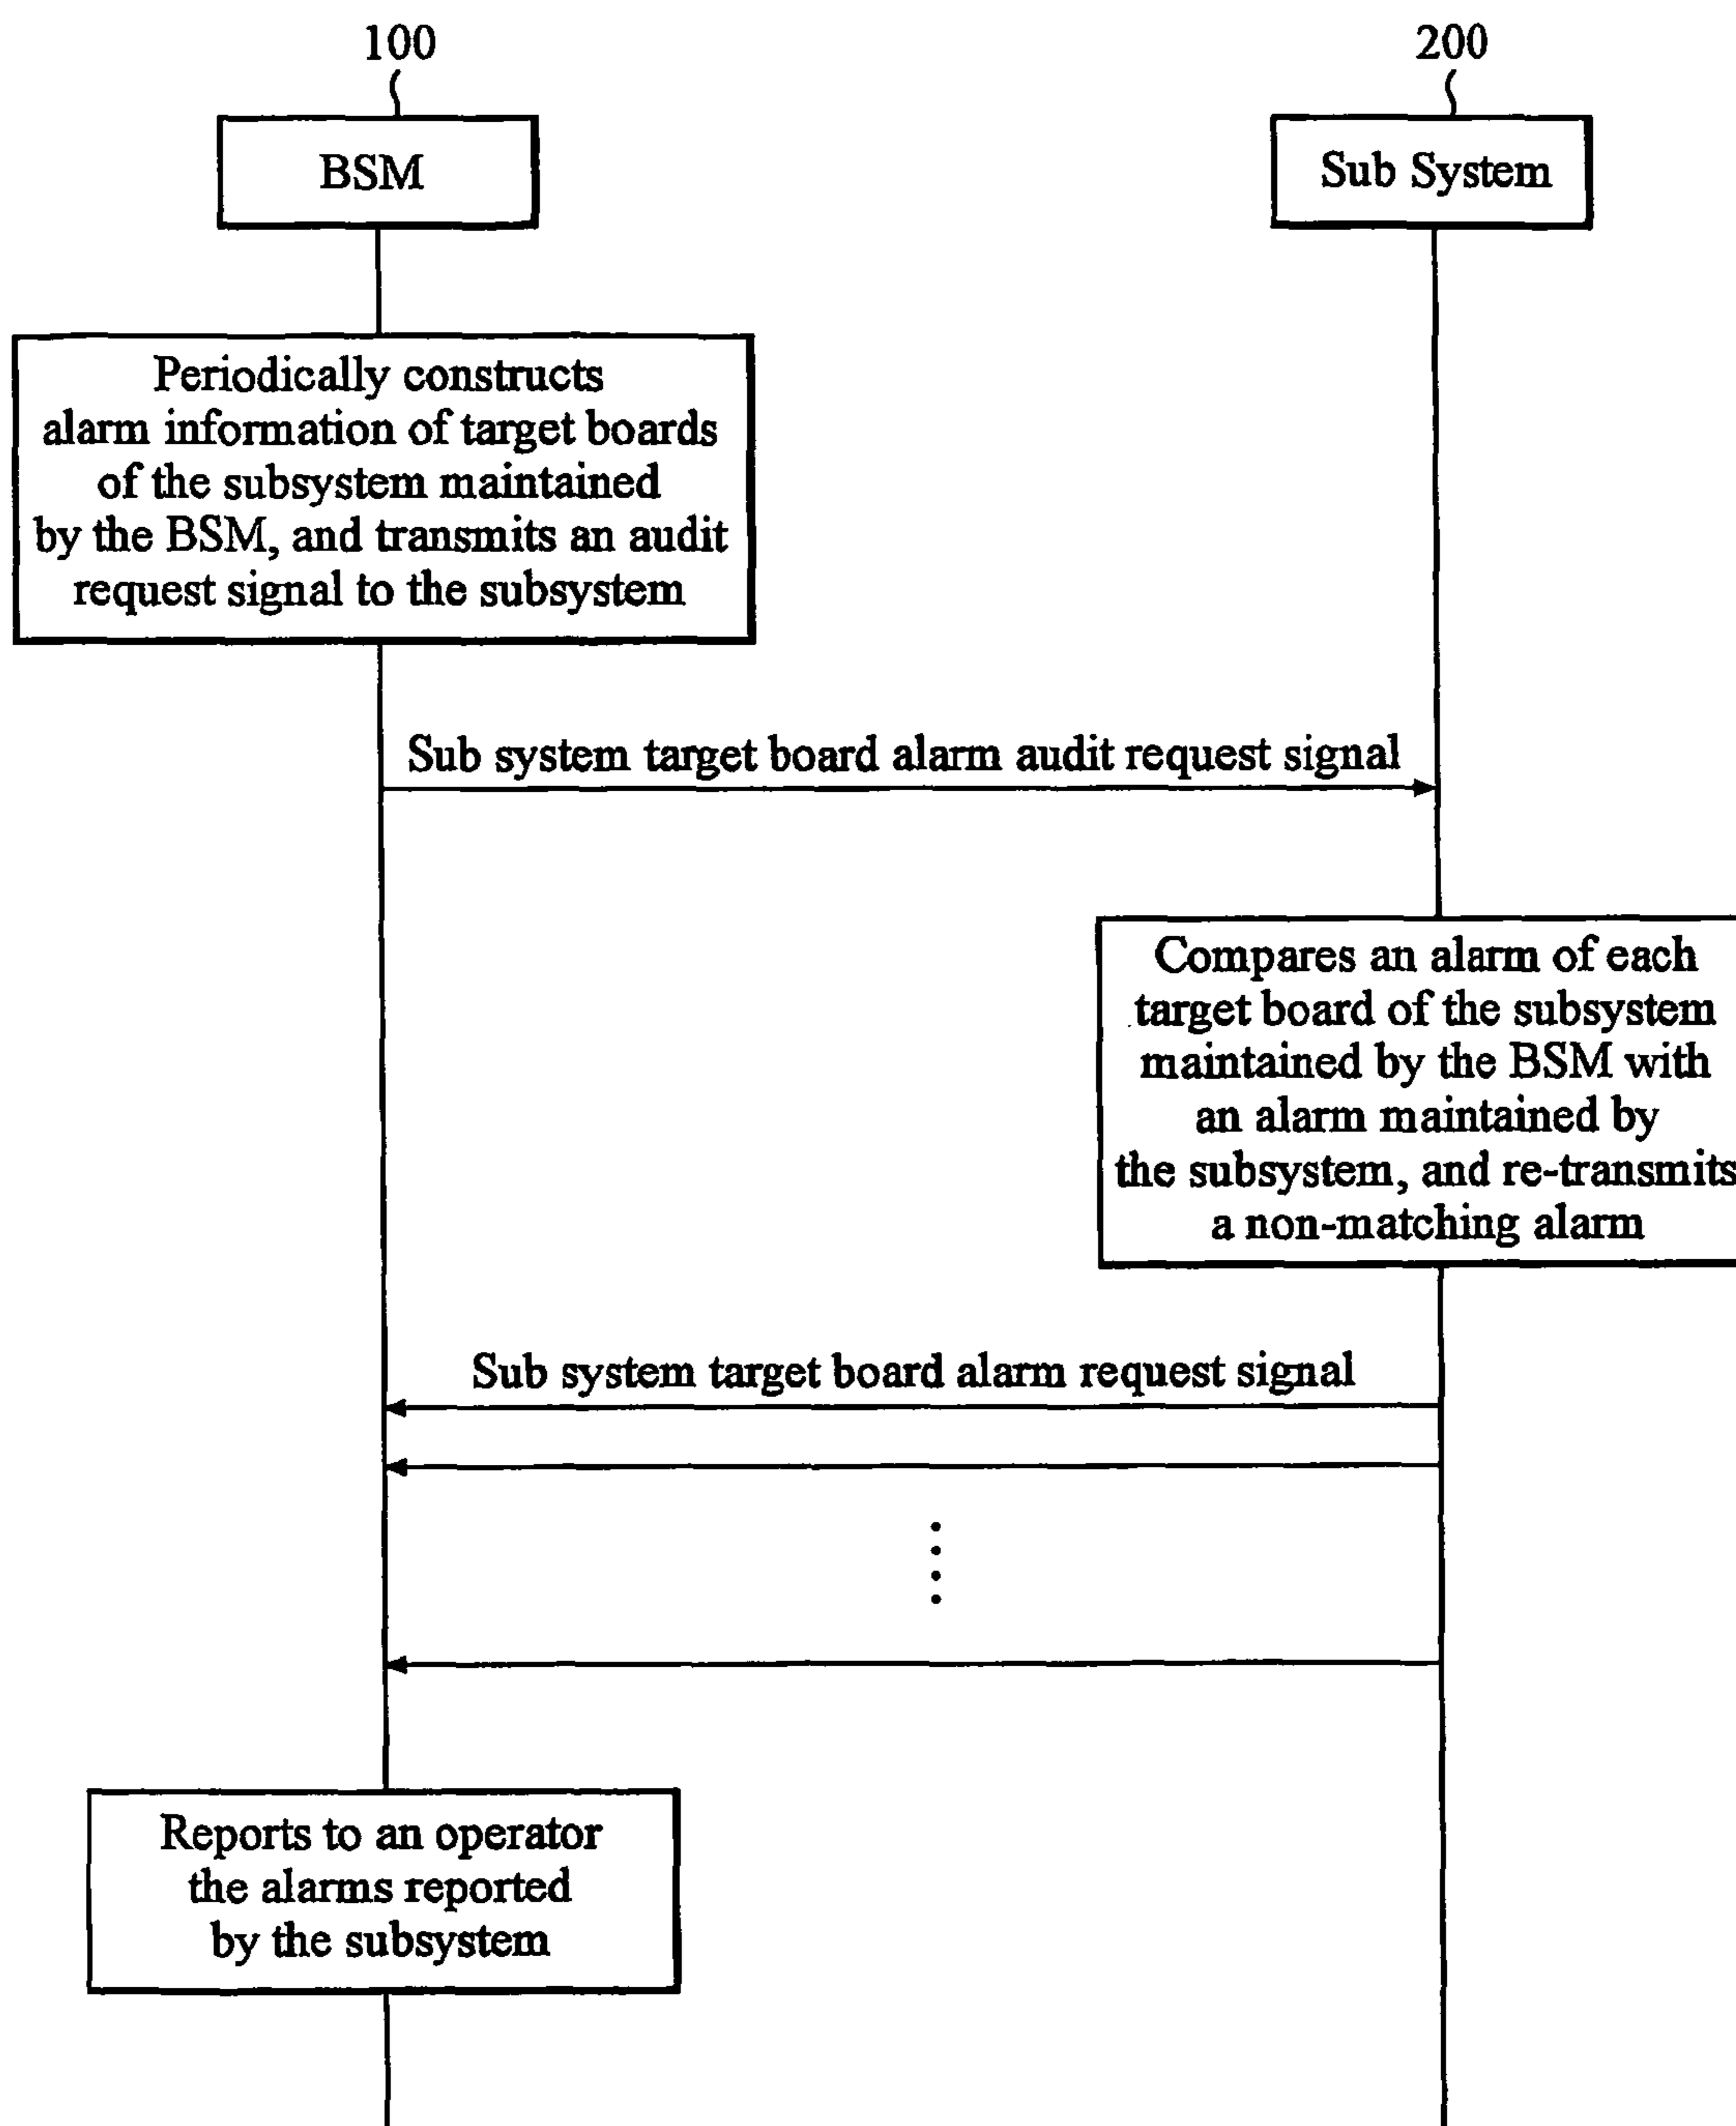 100
200
BSM
Sub System
Periodically constructs
alarm information of target boards
of the subsystem maintained
by the BSM, and transmits an audit
request signal to the subsystem
Sub system target board alarm audit request signal
Compares an alarm of each
target board of the subsystem
maintained by the BSM with
an alarm maintained by
the subsystem, and re-transmits
a non-matching alarm
Sub system target board alarm request signal
Reports to an operator
the alarms reported
by the subsystem